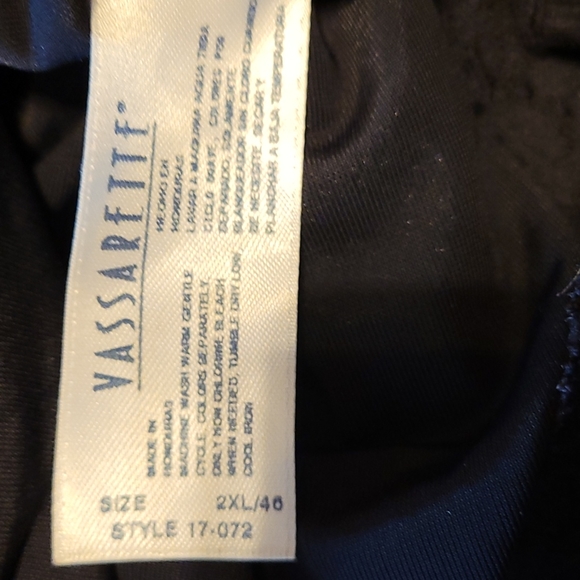 VASSARETTE®
HECHO EN
HONDURAS
LAVAR A MAQUINA AGUA TIBIA
CICLO SUAVE, COLORES POR
SEPARADO, SOLAMENTE
BLANQUEADOR SIN CLORO CUANDO
SE NECESITE, SECAR Y
PLANCHAR A BAJA TEMPERATURA
MADE IN
HONDURAS
MACHINE WASH WARM GENTLE
CYCLE, COLORS SEPARATELY,
ONLY NON CHLORINE BLEACH
WHEN NEEDED, TUMBLE DRY LOW,
COOL IRON
SIZE 2XL/46
STYLE 17-072